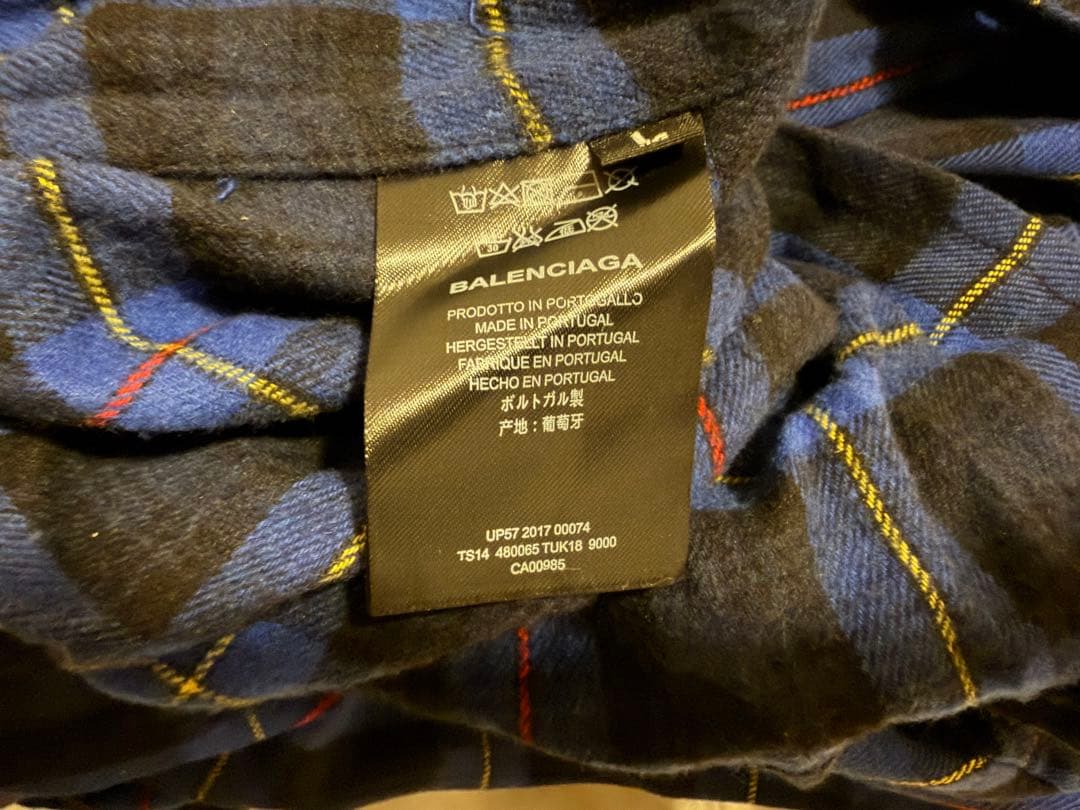 L
BALENCIAGA
PRODOTTO IN PORTOGALLO
MADE IN PORTUGAL
HERGESTELLT IN PORTUGAL
FABRIQUE EN PORTUGAL
HECHO EN PORTUGAL
ポルトガル製
产地：葡萄牙
UP57 2017 00074
TS14 480065 TUK18 9000
CA00985